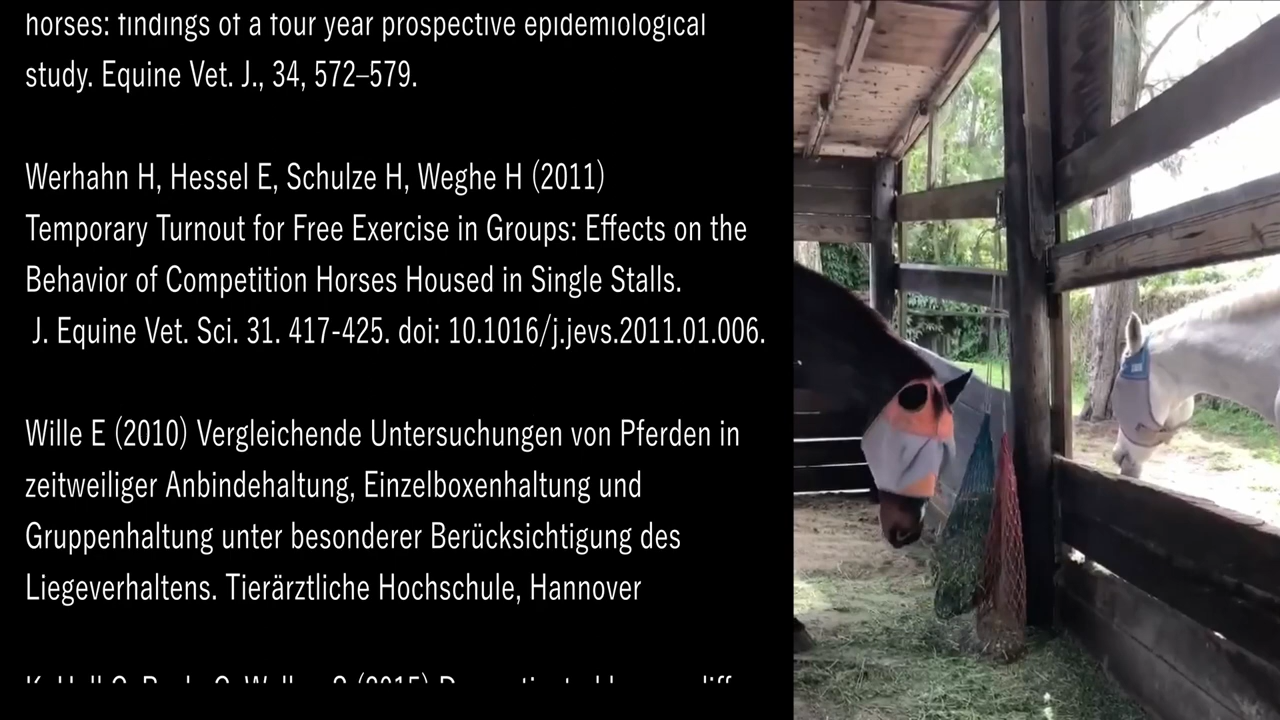 horses: findings of a four year prospective epidemiological
study. Equine Vet. J., 34, 572–579.
Werhahn H, Hessel E, Schulze H, Weghe H (2011)
Temporary Turnout for Free Exercise in Groups: Effects on the
Behavior of Competition Horses Housed in Single Stalls.
J. Equine Vet. Sci. 31. 417-425. doi: 10.1016/j.jevs.2011.01.006.
Wille E (2010) Vergleichende Untersuchungen von Pferden in
zeitweiliger Anbindehaltung, Einzelboxenhaltung und
Gruppenhaltung unter besonderer Berücksichtigung des
Liegeverhaltens. Tierärztliche Hochschule, Hannover